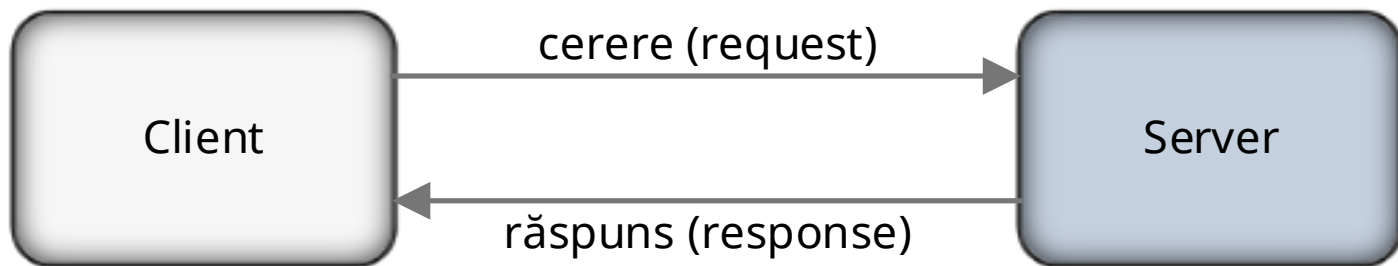 cerere (request)
Client
Server
răspuns (response)